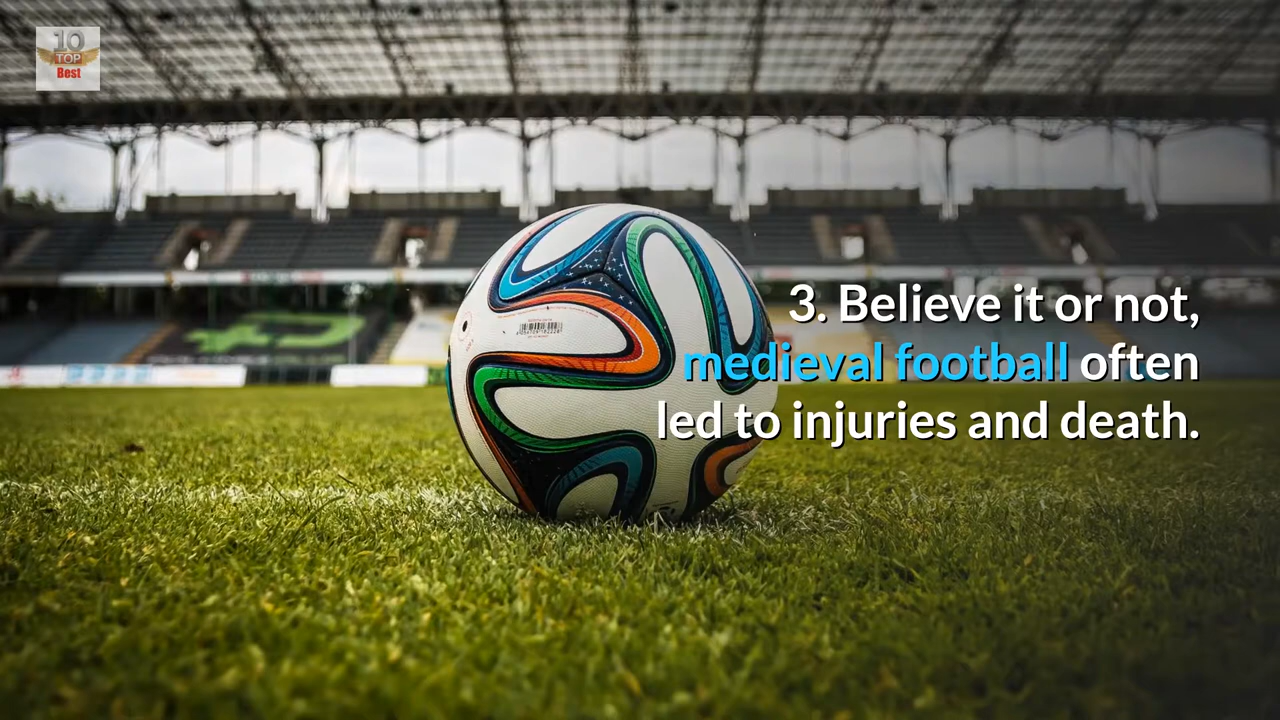 10
TOP
Best
3. Believe it or not,
medieval football often
led to injuries and death.